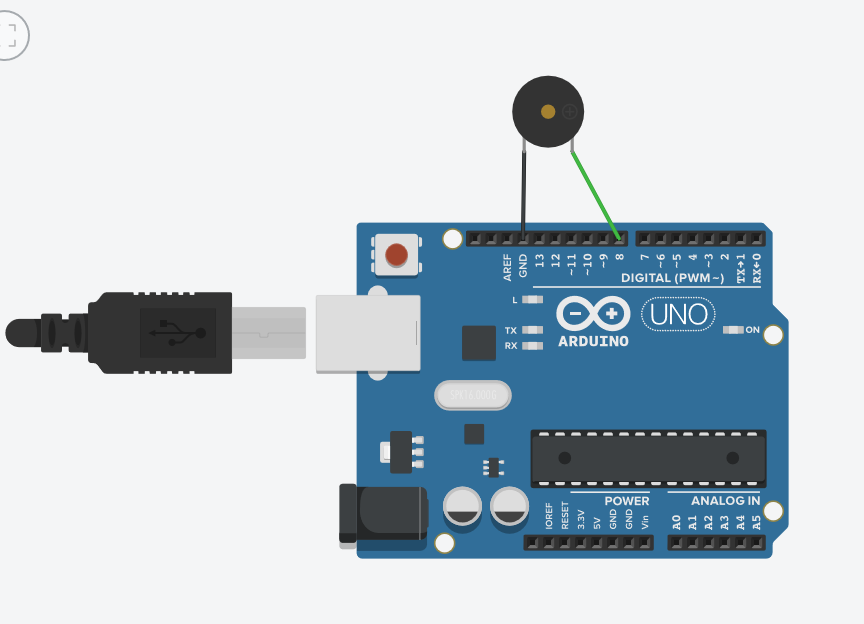 AREF
GND
13
12
~11
~10
~9
8
7
~6
~5
4
~3
2
TX→1
RX←0
DIGITAL (PWM~)
L
TX
RX
ARDUINO
UNO
ON
POWER
ANALOG IN
IOREF
RESET
3.3V
5V
GND
GND
Vin
A0
A1
A2
A3
A4
A5